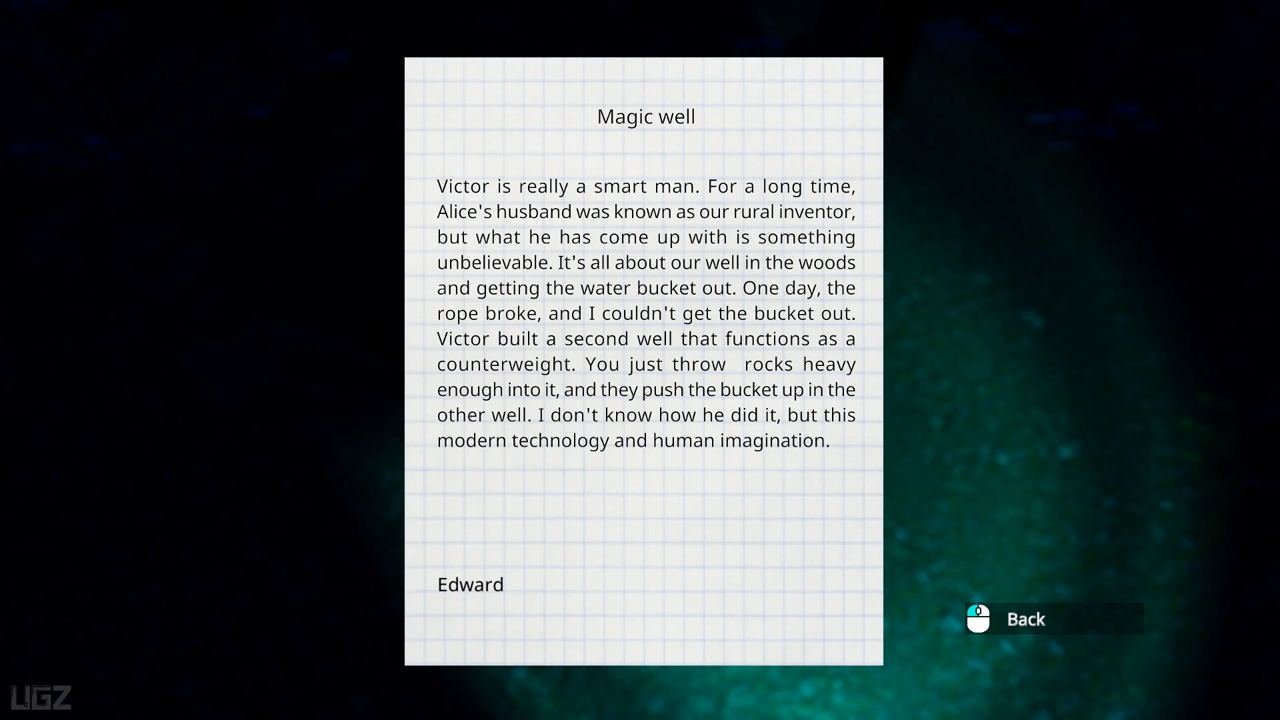 Magic well
Victor is really a smart man. For a long time,
Alice's husband was known as our rural inventor,
but what he has come up with is something
unbelievable. It's all about our well in the woods
and getting the water bucket out. One day, the
rope broke, and I couldn't get the bucket out.
Victor built a second well that functions as a
counterweight. You just throw  rocks heavy
enough into it, and they push the bucket up in the
other well. I don't know how he did it, but this
modern technology and human imagination.
Edward
Back
UGZ